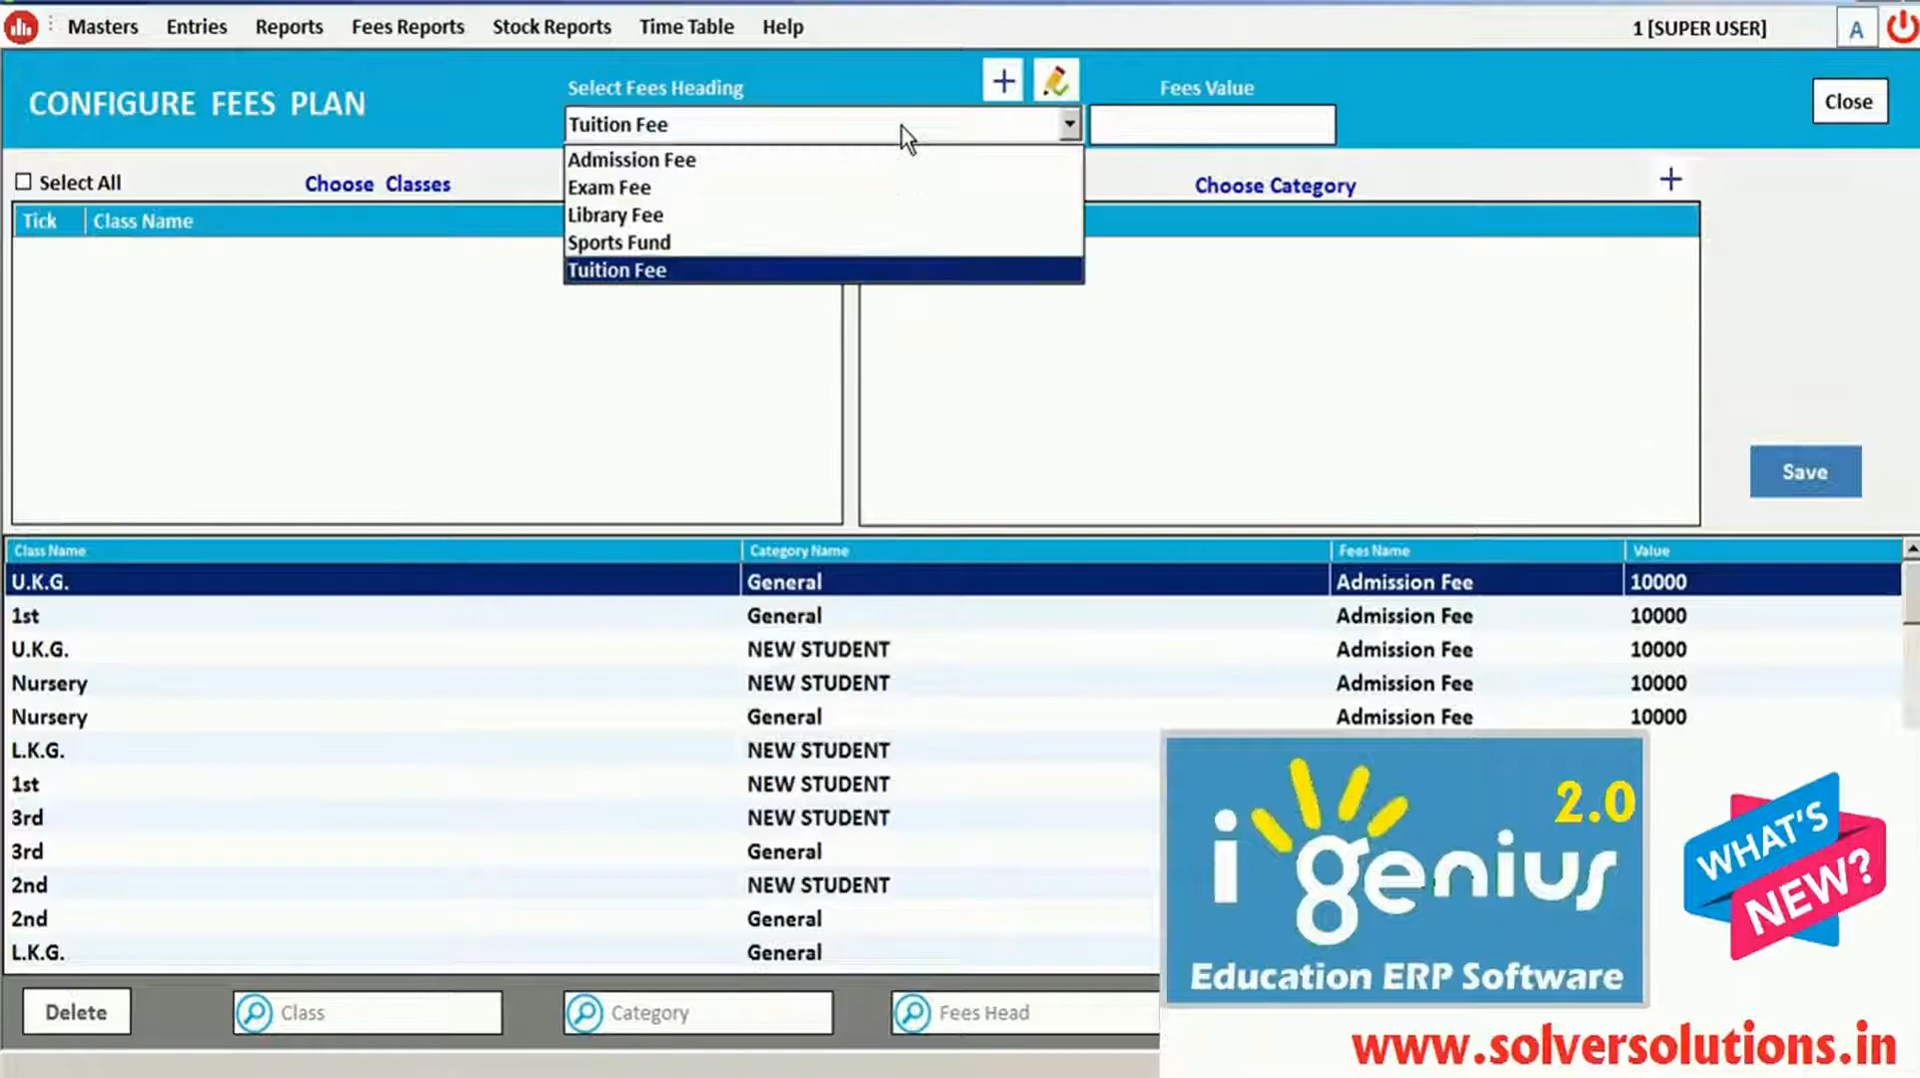 Masters Entries Reports Fees Reports Stock Reports Time Table Help 1 [SUPER USER] A
CONFIGURE FEES PLAN
Select Fees Heading
Fees Value
Close
Tuition Fee
Admission Fee
Exam Fee
Library Fee
Sports Fund
Tuition Fee
Select All Choose Classes Choose Category
Tick Class Name
Save
Class Name Category Name Fees Name Value
U.K.G. General Admission Fee 10000
1st General Admission Fee 10000
U.K.G. NEW STUDENT Admission Fee 10000
Nursery NEW STUDENT Admission Fee 10000
Nursery General Admission Fee 10000
L.K.G. NEW STUDENT
1st NEW STUDENT
3rd NEW STUDENT
3rd General
2nd NEW STUDENT
2nd General
L.K.G. General
Delete Class Category Fees Head
2.0
i genius
Education ERP Software
WHAT'S
NEW?
www.solversolutions.in